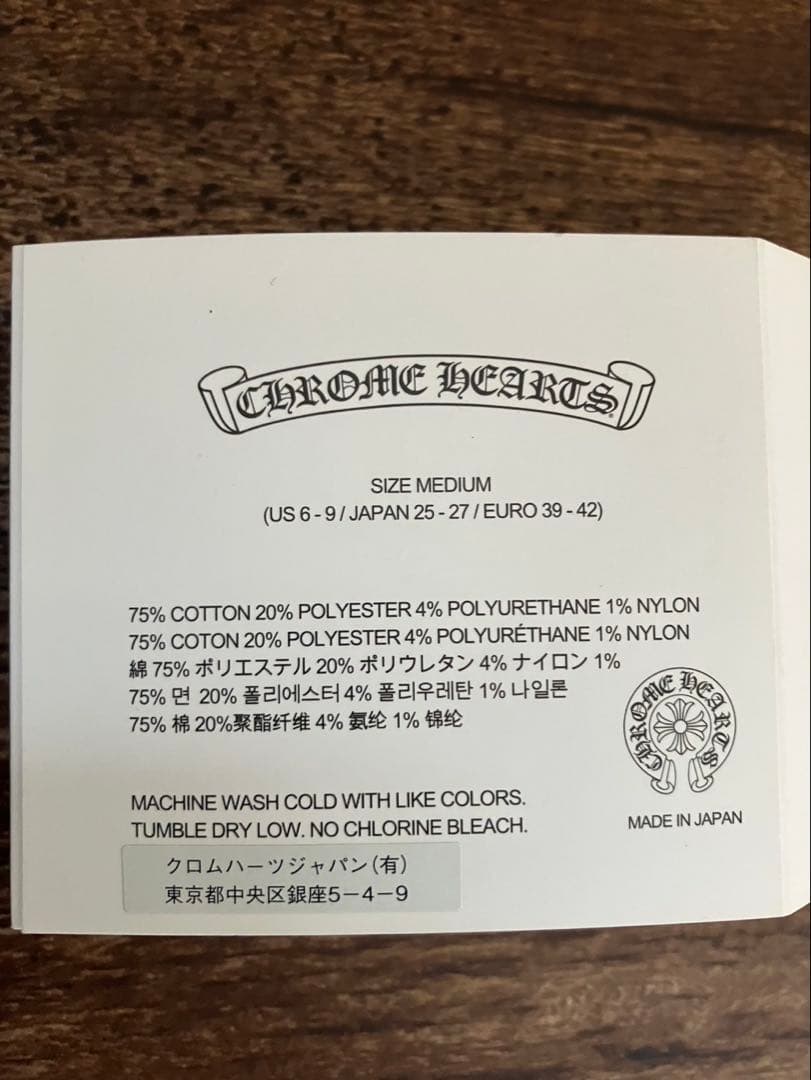 CHROME HEARTS®
SIZE MEDIUM
(US 6 - 9 / JAPAN 25 - 27 / EURO 39 - 42)
75% COTTON 20% POLYESTER 4% POLYURETHANE 1% NYLON
75% COTON 20% POLYESTER 4% POLYURÉTHANE 1% NYLON
綿 75% ポリエステル 20% ポリウレタン 4% ナイロン 1%
75% 면 20% 폴리에스터 4% 폴리우레탄 1% 나일론
75% 棉 20%聚酯纤维 4% 氨纶 1% 锦纶
CHROME HEARTS
MADE IN JAPAN
MACHINE WASH COLD WITH LIKE COLORS.
TUMBLE DRY LOW. NO CHLORINE BLEACH.
クロムハーツジャパン(有)
東京都中央区銀座5－4－9